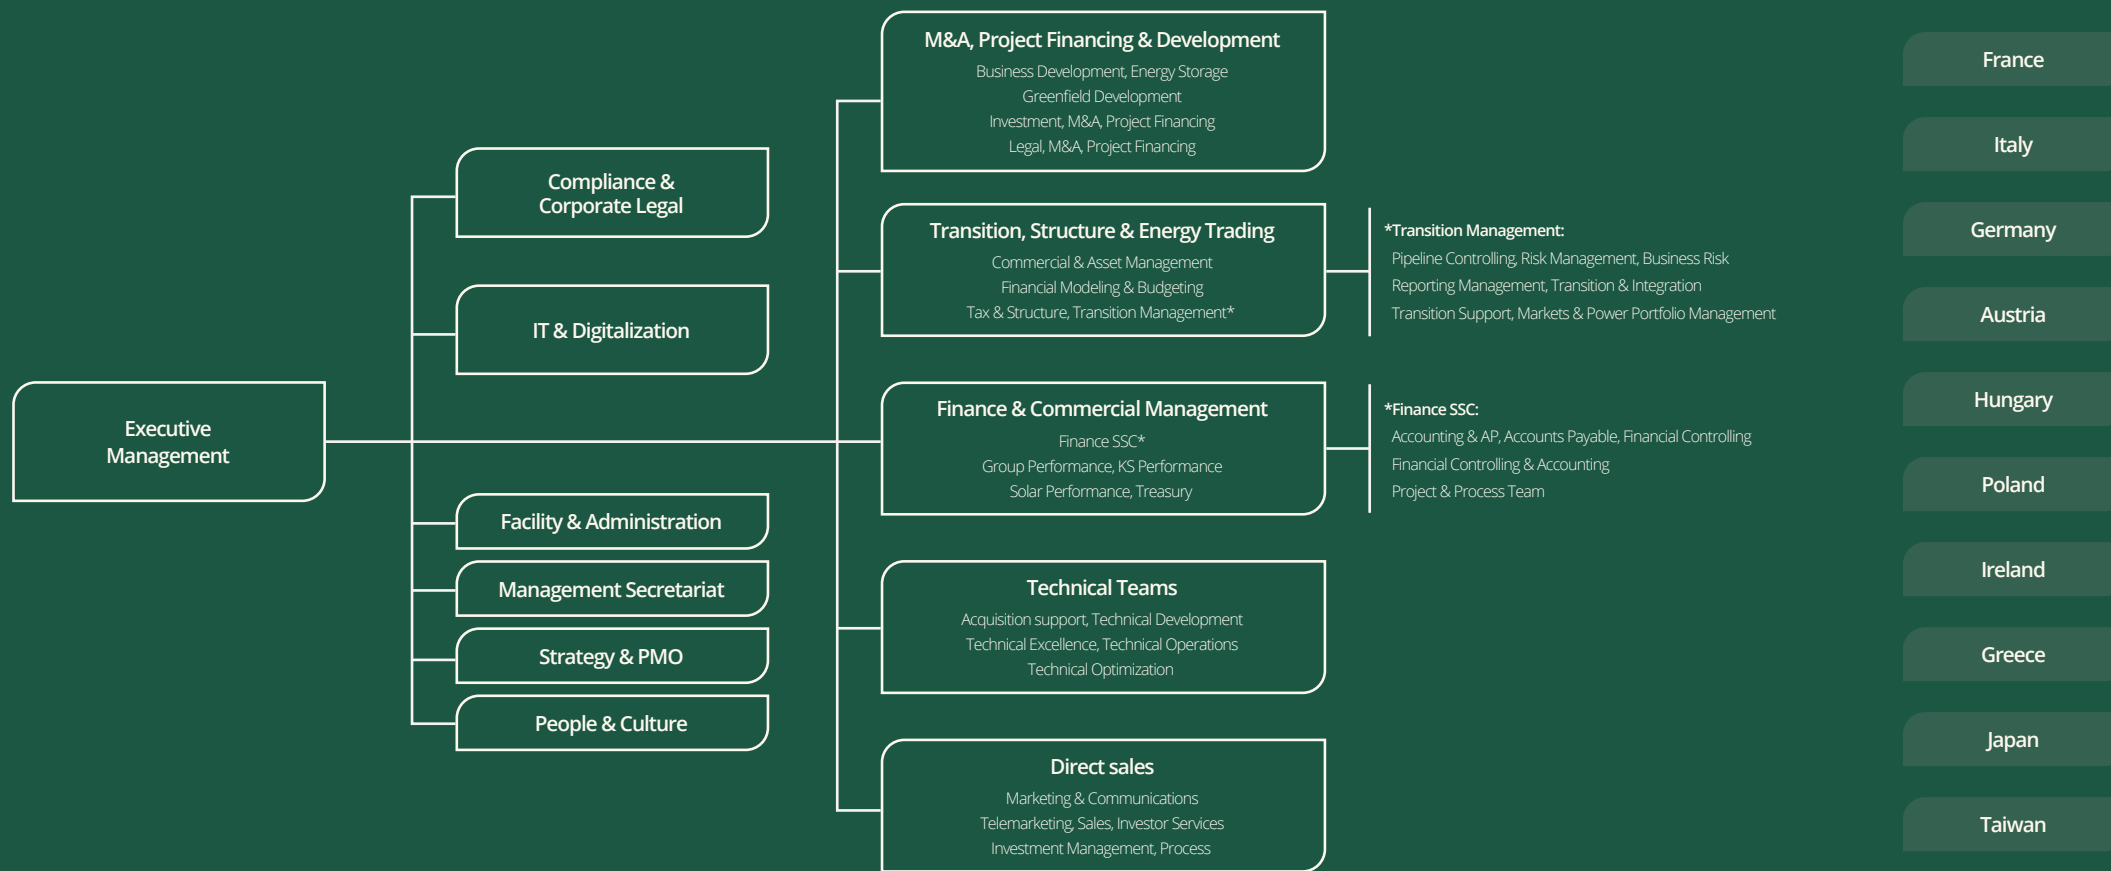 Executive
Management
Compliance &
Corporate Legal
IT & Digitalization
Facility & Administration
Management Secretariat
Strategy & PMO
People & Culture
M&A, Project Financing & Development
Business Development, Energy Storage
Greenfield Development
Investment, M&A, Project Financing
Legal, M&A, Project Financing
Transition, Structure & Energy Trading
Commercial & Asset Management
Financial Modeling & Budgeting
Tax & Structure, Transition Management*
*Transition Management:
Pipeline Controlling, Risk Management, Business Risk
Reporting Management, Transition & Integration
Transition Support, Markets & Power Portfolio Management
Finance & Commercial Management
Finance SSC*
Group Performance, KS Performance
Solar Performance, Treasury
*Finance SSC:
Accounting & AP, Accounts Payable, Financial Controlling
Financial Controlling & Accounting
Project & Process Team
Technical Teams
Acquisition support, Technical Development
Technical Excellence, Technical Operations
Technical Optimization
Direct sales
Marketing & Communications
Telemarketing, Sales, Investor Services
Investment Management, Process
France
Italy
Germany
Austria
Hungary
Poland
Ireland
Greece
Japan
Taiwan